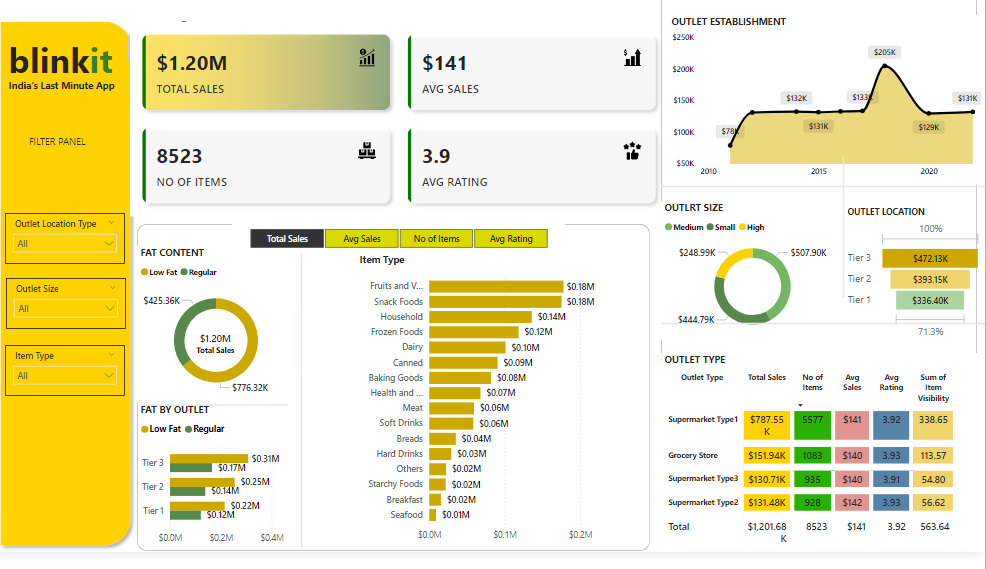 blinkit
India's Last Minute App
FILTER PANEL
Outlet Location Type
All
Outlet Size
All
Item Type
All
$1.20M
TOTAL SALES
$141
AVG SALES
8523
NO OF ITEMS
3.9
AVG RATING
Total Sales
Avg Sales
No of Items
Avg Rating
FAT CONTENT
Low Fat Regular
$425.36K
$1.20M
Total Sales
$776.32K
FAT BY OUTLET
Low Fat Regular
Tier 3 $0.31M
$0.17M
Tier 2 $0.25M
$0.14M
Tier 1 $0.22M
$0.12M
$0.0M $0.2M $0.4M
Item Type
Fruits and V... $0.18M
Snack Foods $0.18M
Household $0.14M
Frozen Foods $0.12M
Dairy $0.10M
Canned $0.09M
Baking Goods $0.08M
Health and ... $0.07M
Meat $0.06M
Soft Drinks $0.06M
Breads $0.04M
Hard Drinks $0.03M
Others $0.02M
Starchy Foods $0.02M
Breakfast $0.02M
Seafood $0.01M
$0.0M $0.1M $0.2M
OUTLET ESTABLISHMENT
$250K
$200K
$150K
$100K
$50K
$78K
$132K
$131K
$133K
$205K
$129K
$131K
2010 2015 2020
OUTLRT SIZE
Medium Small High
$248.99K
$507.90K
$444.79K
OUTLET LOCATION
100%
Tier 3 $472.13K
Tier 2 $393.15K
Tier 1 $336.40K
71.3%
OUTLET TYPE
Outlet Type Total Sales No of Items Avg Sales Avg Rating Sum of Item Visibility
Supermarket Type1 $787.55K 5577 $141 3.92 338.65
Grocery Store $151.94K 1083 $140 3.93 113.57
Supermarket Type3 $130.71K 935 $140 3.91 54.80
Supermarket Type2 $131.48K 928 $142 3.93 56.62
Total $1,201.68K 8523 $141 3.92 563.64